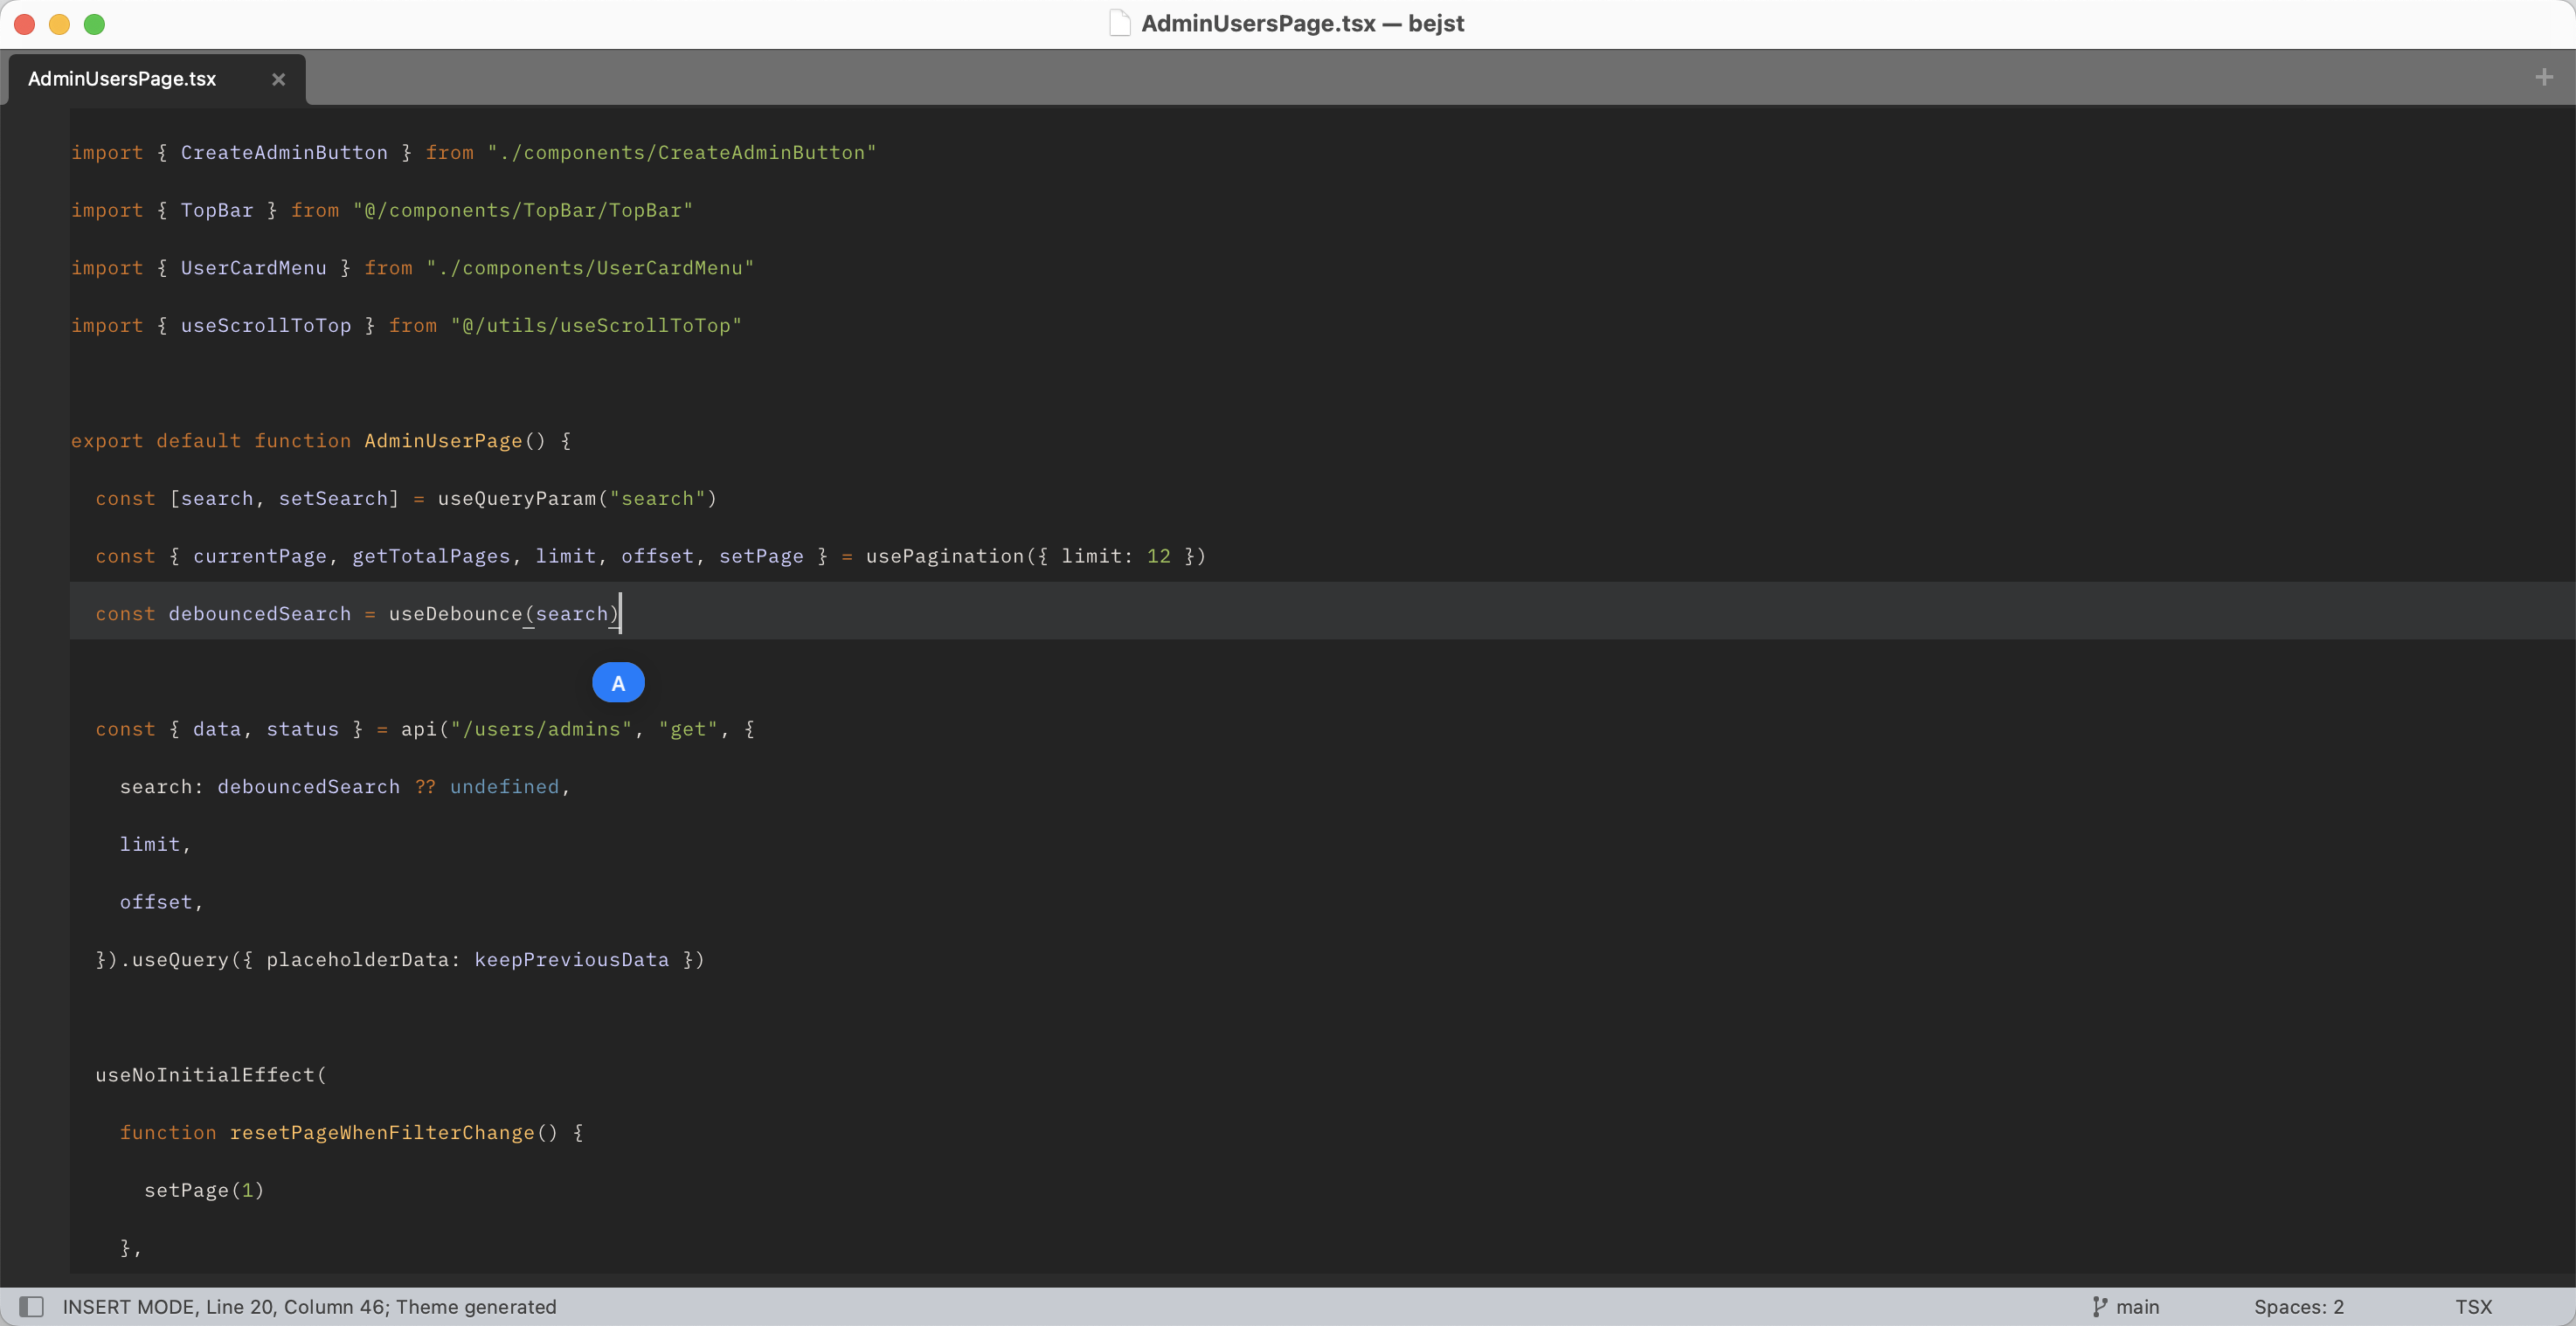 AdminUsersPage.tsx — bejst
AdminUsersPage.tsx
import { CreateAdminButton } from "./components/CreateAdminButton"
import { TopBar } from "@/components/TopBar/TopBar"
import { UserCardMenu } from "./components/UserCardMenu"
import { useScrollToTop } from "@/utils/useScrollToTop"
export default function AdminUserPage() {
const [search, setSearch] = useQueryParam("search")
const { currentPage, getTotalPages, limit, offset, setPage } = usePagination({ limit: 12 })
const debouncedSearch = useDebounce(search)
A
const { data, status } = api("/users/admins", "get", {
search: debouncedSearch ?? undefined,
limit,
offset,
}).useQuery({ placeholderData: keepPreviousData })
useNoInitialEffect(
function resetPageWhenFilterChange() {
setPage(1)
},
INSERT MODE, Line 20, Column 46; Theme generated
main
Spaces: 2
TSX